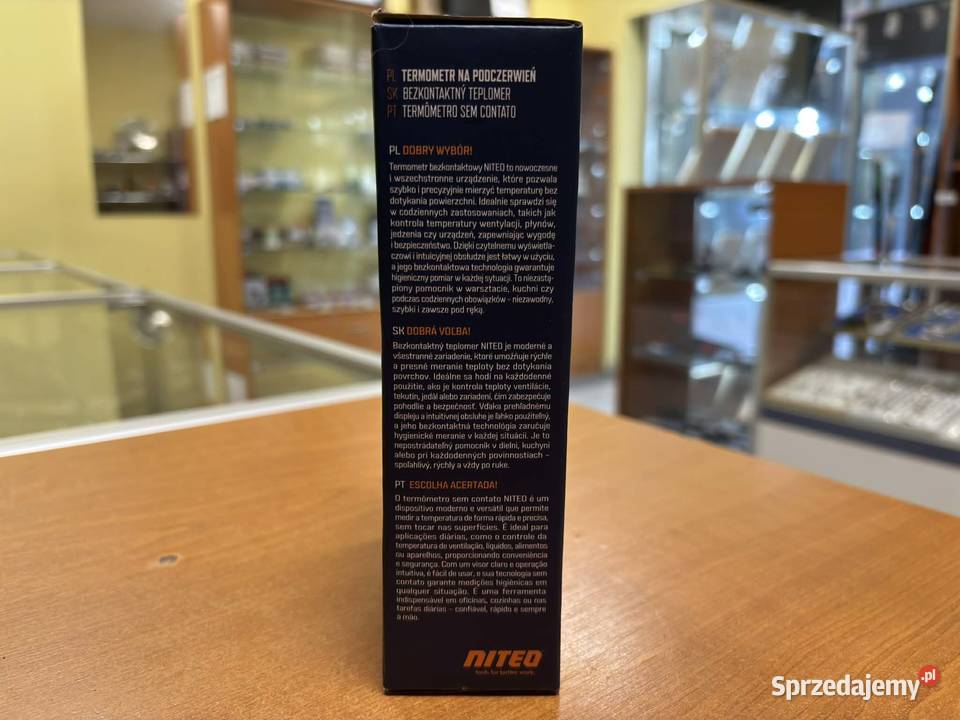 PL TERMOMETR NA PODCZERWIEŃ
SK BEZKONTAKTNÝ TEPLOMER
PT TERMÔMETRO SEM CONTATO
PL DOBRY WYBÓR!
Termometr bezkontaktowy NITEO to nowoczesne
i wszechstronne urządzenie, które pozwala
szybko i precyzyjnie mierzyć temperaturę bez
dotykania powierzchni. Idealnie sprawdzi się
w codziennych zastosowaniach, takich jak
kontrola temperatury wentylacji, płynów,
jedzenia czy urządzeń, zapewniając wygodę
i bezpieczeństwo. Dzięki czytelnemu wyświetla-
czowi i intuicyjnej obsłudze jest łatwy w użyciu,
a jego bezkontaktowa technologia gwarantuje
higieniczny pomiar w każdej sytuacji. To niezastą-
piony pomocnik w warsztacie, kuchni czy
podczas codziennych obowiązków - niezawodny,
szybki i zawsze pod ręką.
SK DOBRÁ VOĽBA!
Bezkontaktný teplomer NITEO je moderné a
všestranné zariadenie, ktoré umožňuje rýchle
a presné meranie teploty bez dotykania
povrchov. Ideálne sa hodí na každodenné
použitie, ako je kontrola teploty ventilácie,
tekutín, jedál alebo zariadení, čím zabezpečuje
pohodlie a bezpečnosť. Vďaka prehľadnému
displeju a intuitívnej obsluhe je ľahko použiteľný,
a jeho bezkontaktná technológia zaručuje
hygienické meranie v každej situácii. Je to
nepostrádateľný pomocník v dielni, kuchyni
alebo pri každodenných povinnostiach -
spoľahlivý, rýchly a vždy po ruke.
PT ESCOLHA ACERTADA!
O termômetro sem contato NITEO é um
dispositivo moderno e versátil que permite
medir a temperatura de forma rápida e precisa,
sem tocar nas superfícies. É ideal para
aplicações diárias, como o controle da
temperatura de ventilação, líquidos, alimentos
ou aparelhos, proporcionando conveniência
e segurança. Com um visor claro e operação
intuitiva, é fácil de usar, e sua tecnologia sem
contato garante medições higiênicas em
qualquer situação. É uma ferramenta
indispensável em oficinas, cozinhas ou nas
tarefas diárias - confiável, rápido e sempre
à mão.
NITEO
tools for better work.
Sprzedajemy.pl